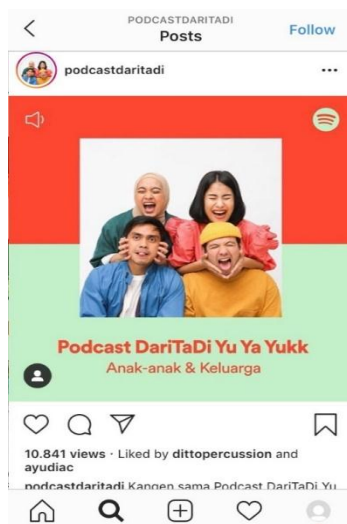 PODCASTDARITADI
Posts
Follow
podcastdaritadi
Podcast DariTaDi Yu Ya Yukk
Anak-anak & Keluarga
10.841 views · Liked by dittopercussion and
ayudiac
podcastdaritadi Kangen sama Podcast DariTaDi Yu